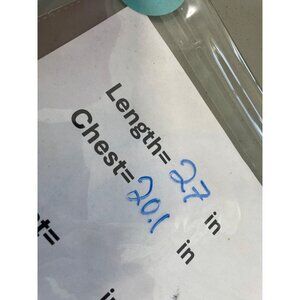 Length= 27 in
Chest= 20.1 in